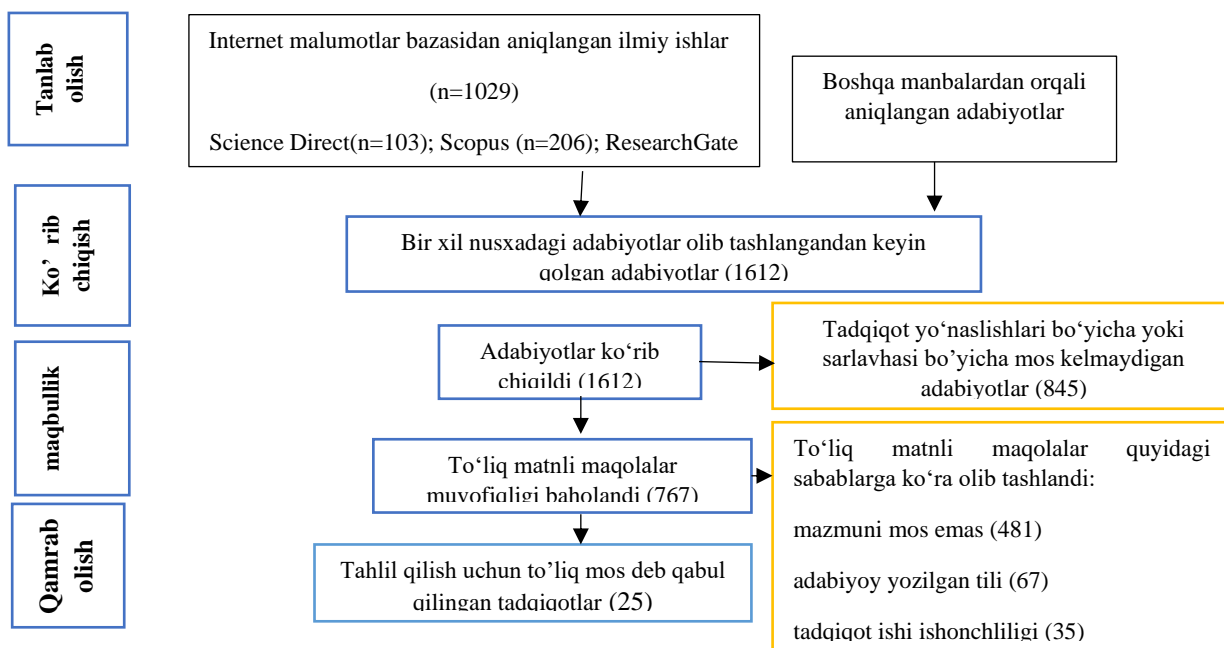 Tanlab
olish
Internet malumotlar bazasidan aniqlangan ilmiy ishlar
(n=1029)
Science Direct(n=103); Scopus (n=206); ResearchGate
Boshqa manbalardan orqali
aniqlangan adabiyotlar
Ko’ rib
chiqish
Bir xil nusxadagi adabiyotlar olib tashlangandan keyin
qolgan adabiyotlar (1612)
Adabiyotlar ko‘rib
chiqildi (1612)
Tadqiqot yo‘naslishlari bo‘yicha yoki
sarlavhasi bo’yicha mos kelmaydigan
adabiyotlar (845)
maqbullik
To‘liq matnli maqolalar
muvofiqligi baholandi (767)
To‘liq matnli maqolalar quyidagi
sabablarga ko‘ra olib tashlandi:
mazmuni mos emas (481)
adabiyoy yozilgan tili (67)
tadqiqot ishi ishonchliligi (35)
Qamrab
olish
Tahlil qilish uchun to’liq mos deb qabul
qilingan tadqiqotlar (25)